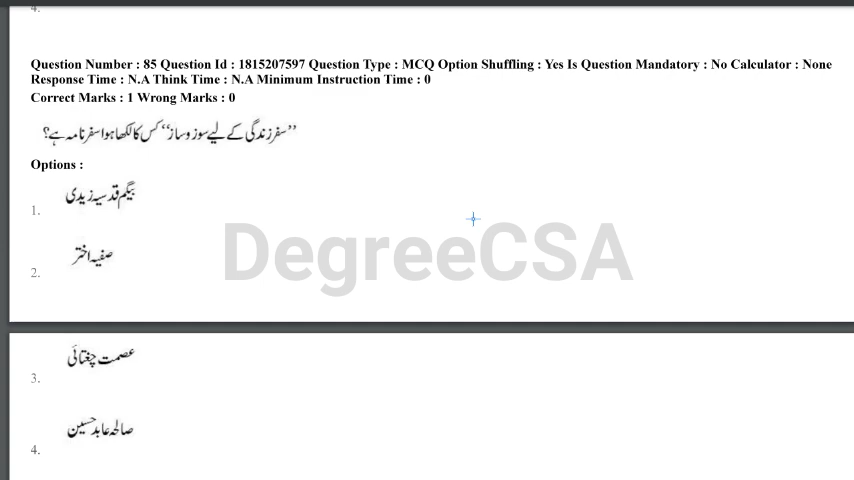 4.
Question Number : 85 Question Id : 1815207597 Question Type : MCQ Option Shuffling : Yes Is Question Mandatory : No Calculator : None
Response Time : N.A Think Time : N.A Minimum Instruction Time : 0
Correct Marks : 1 Wrong Marks : 0
”سفر زندگی کے لیے سوز و ساز“ کس کا لکھا ہوا سفر نامہ ہے؟
Options :
1. بیگم قدسیہ زیدی
2. صفیہ اختر
DegreeCSA
3. عصمت چغتائی
4. صالحہ عابد حسین